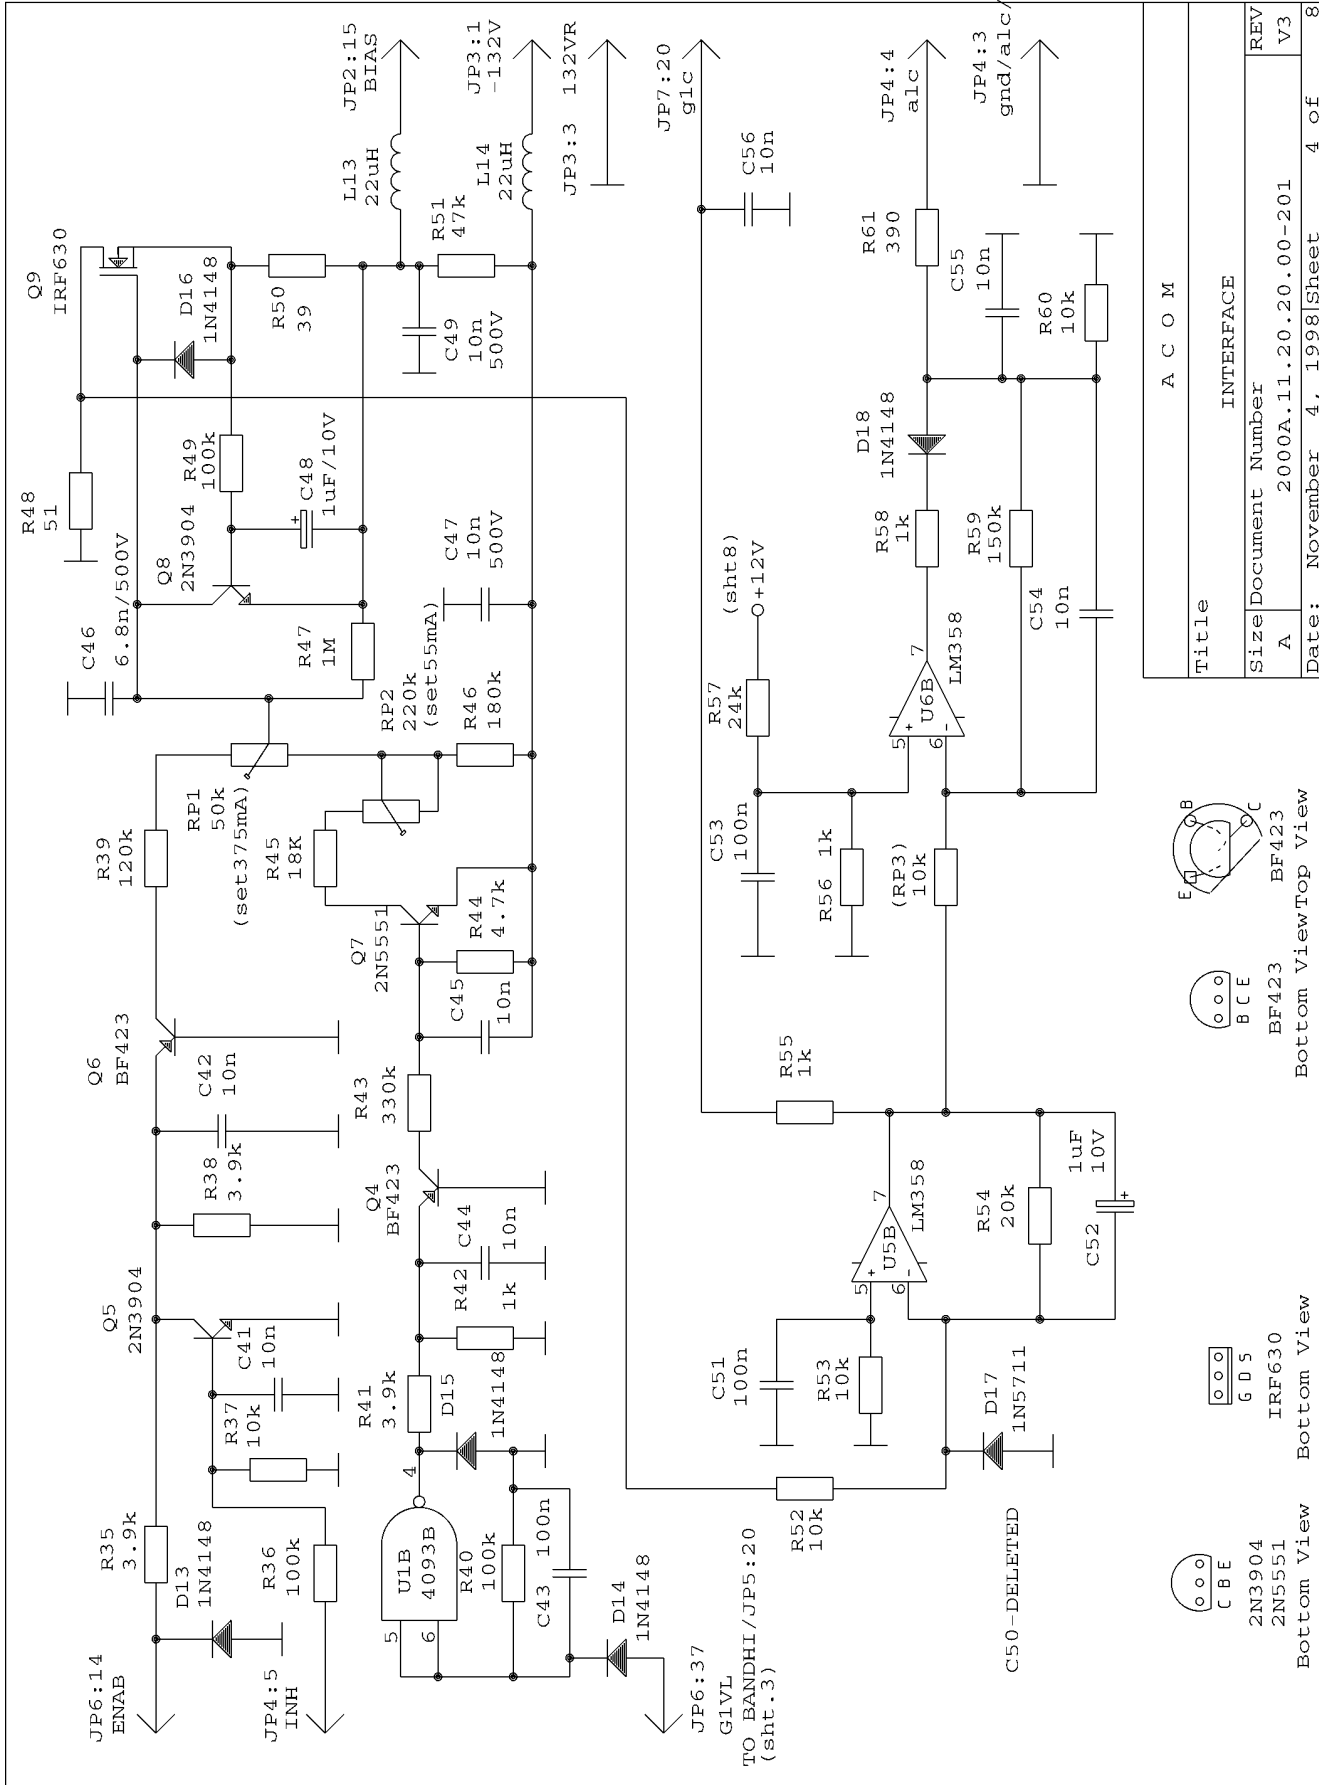 JP6:14
ENAB
R35
3.9k
D13
1N4148
JP4:5
INH
R36
100k
R37
10k
C41
10n
Q5
2N3904
R38
3.9k
C42
10n
Q6
BF423
R39
120k
RP1
50k
(set375mA)
C46
6.8n/500V
R47
1M
Q8
2N3904
R48
51
R49
100k
C48
1uF/10V
+
D16
1N4148
Q9
IRF630
R50
39
L13
22uH
JP2:15
BIAS
R51
47k
L14
22uH
JP3:1
-132V
JP3:3 132VR
C49
10n
500V
C47
10n
500V
RP2
220k
(set55mA)
R46
180k
R45
18K
Q7
2N5551
R44
4.7k
C45
10n
R43
330k
Q4
BF423
C44
10n
R42
1k
R41
3.9k
D15
1N4148
4
U1B
4093B
5
6
R40
100k
C43
100n
D14
1N4148
JP6:37
G1VL
TO BANDHI/JP5:20
(sht.3)
R52
10k
C51
100n
R53
10k
D17
1N5711
C50-DELETED
5
6
+
-
U5B
7
LM358
R54
20k
C52
1uF
10V
+
R55
1k
JP7:20
g1c
C56
10n
C53
100n
R57
24k
(sht8)
+12V
R56 1k
(RP3)
10k
5
6
+
-
U6B
7
LM358
R58
1k
D18
1N4148
R59
150k
C54
10n
C55
10n
R60
10k
R61
390
JP4:4
alc
JP4:3
gnd/alc/
C B E
2N3904
2N5551
Bottom View
G D S
IRF630
Bottom View
B C E
BF423
Bottom View
E
B
C
BF423
Top View
A C O M
Title
INTERFACE
Size
Document Number
REV
A
2000A.11.20.20.00-201
V3
Date: November 4, 1998
Sheet 4 of 8